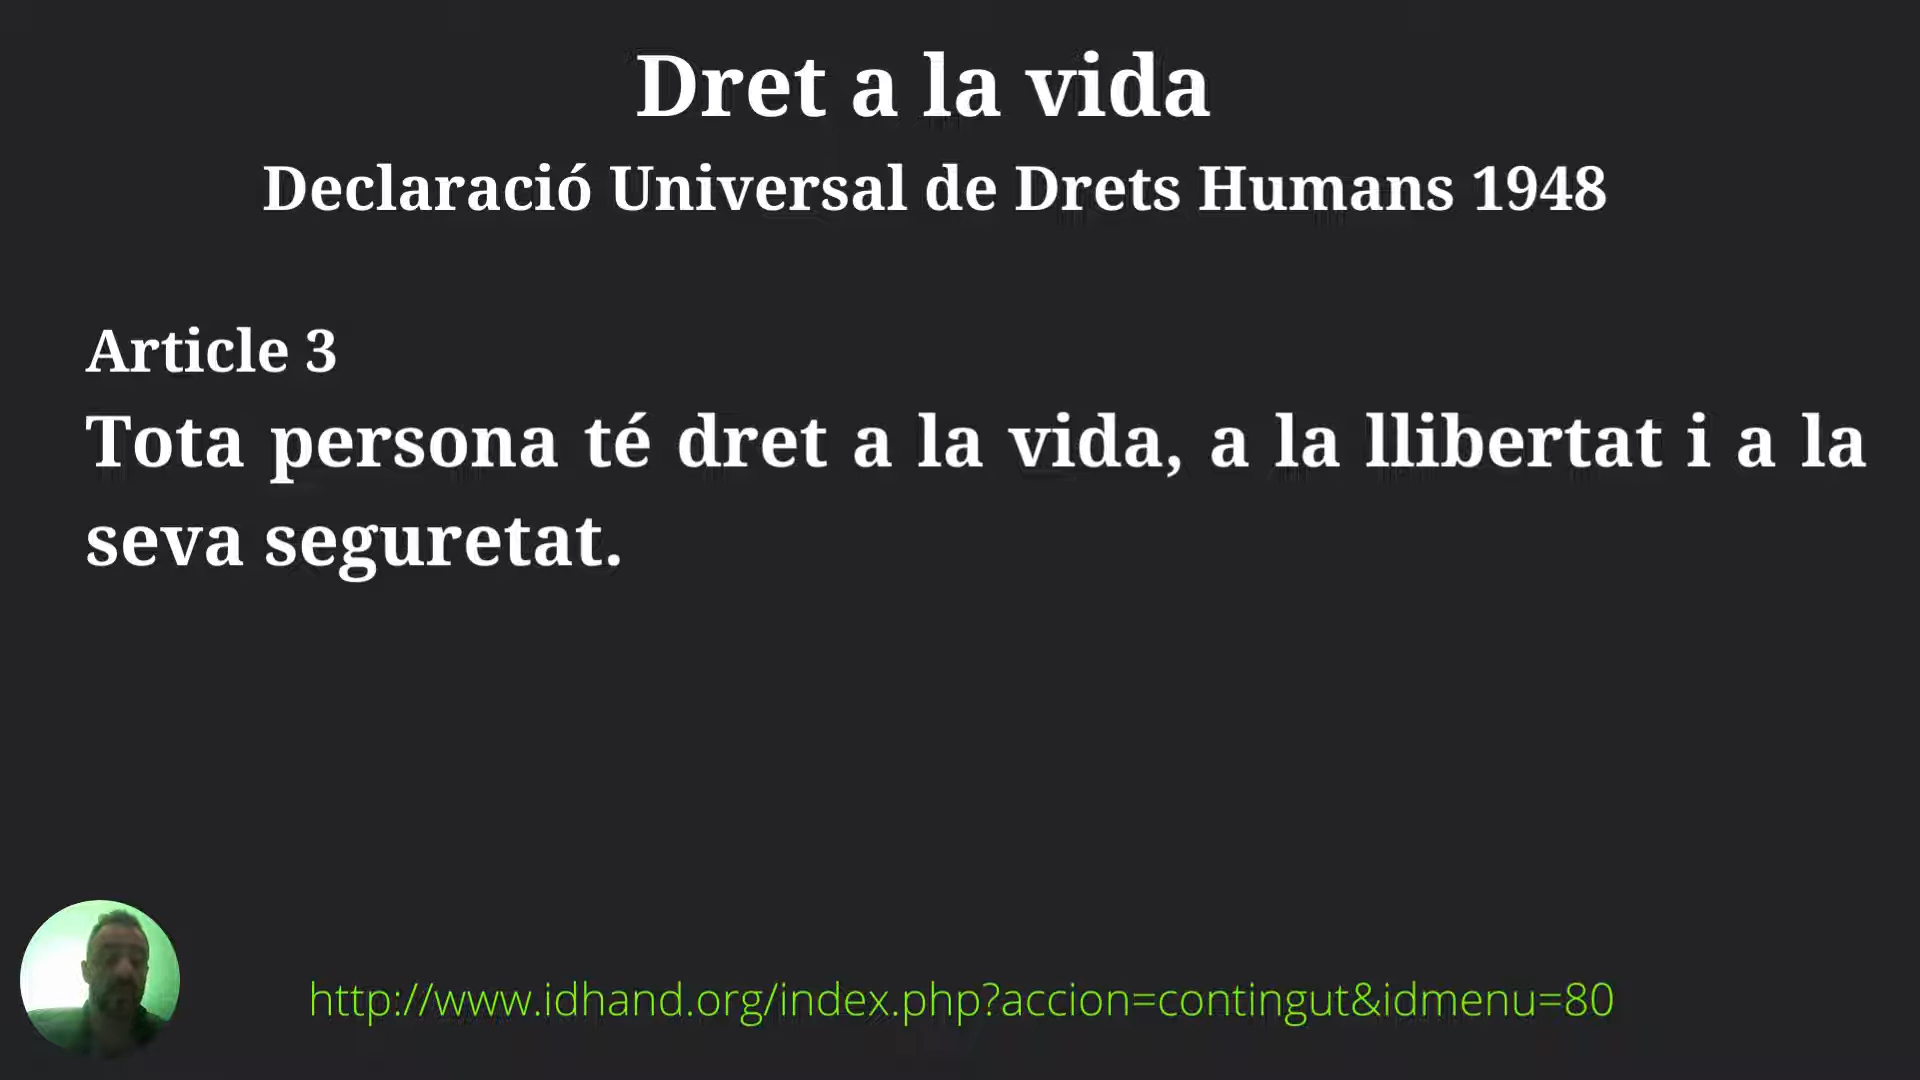 Dret a la vida
Declaració Universal de Drets Humans 1948
Article 3
Tota persona té dret a la vida, a la llibertat i a la
seva seguretat.
http://www.idhand.org/index.php?accion=contingut&idmenu=80